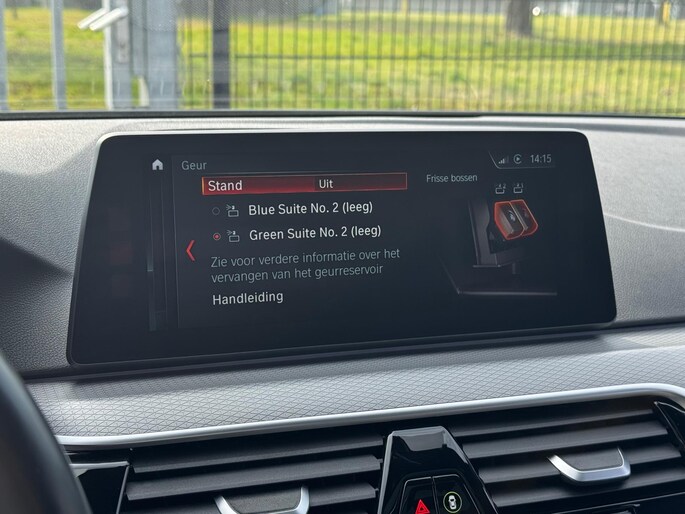 Geur
14:15
Stand Uit
Frisse bossen
Blue Suite No. 2 (leeg)
Green Suite No. 2 (leeg)
Zie voor verdere informatie over het
vervangen van het geurreservoir
Handleiding